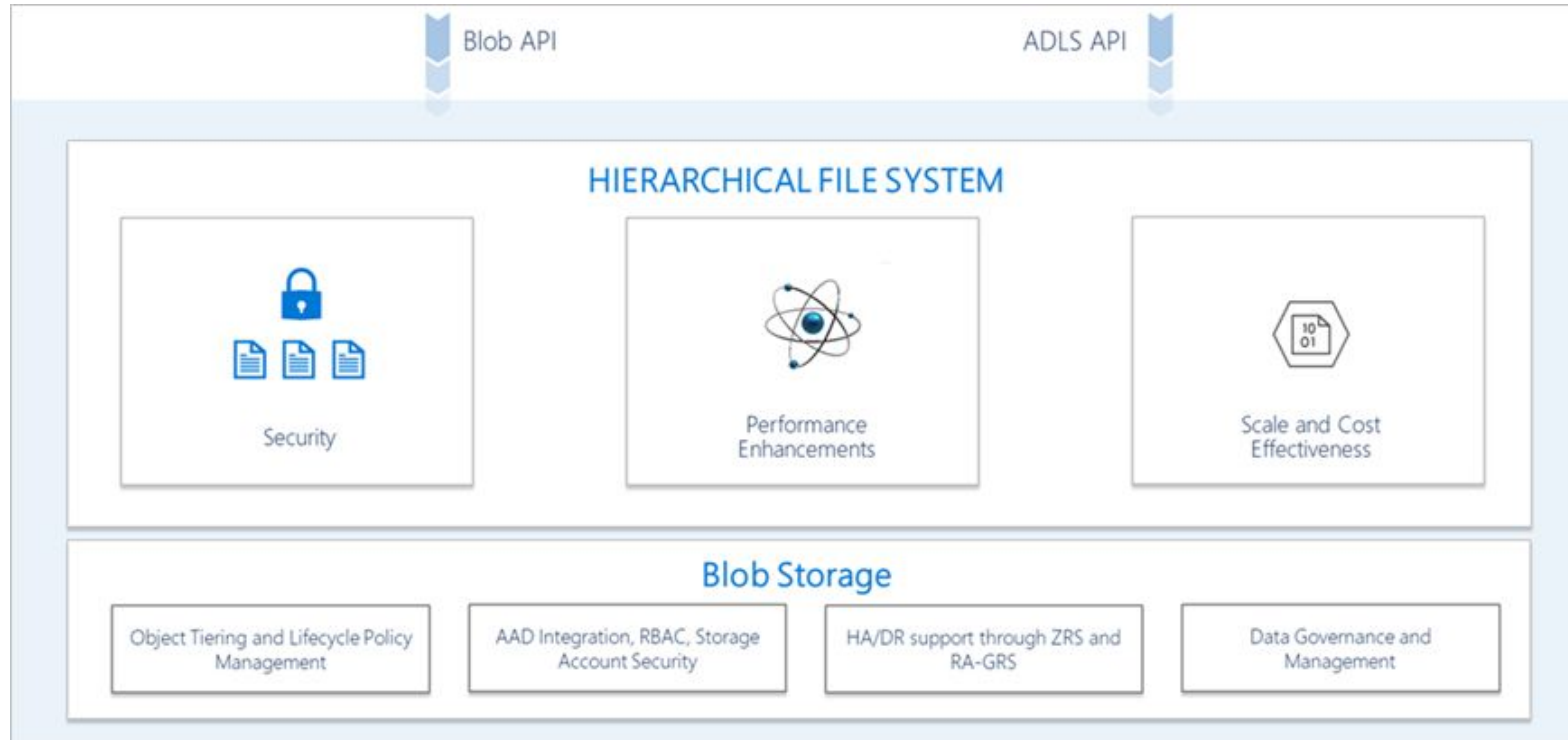 Blob API
ADLS API
HIERARCHICAL FILE SYSTEM
Security
Performance
Enhancements
10
01
Scale and Cost
Effectiveness
Blob Storage
Object Tiering and Lifecycle Policy
Management
AAD Integration, RBAC, Storage
Account Security
HA/DR support through ZRS and
RA-GRS
Data Governance and
Management